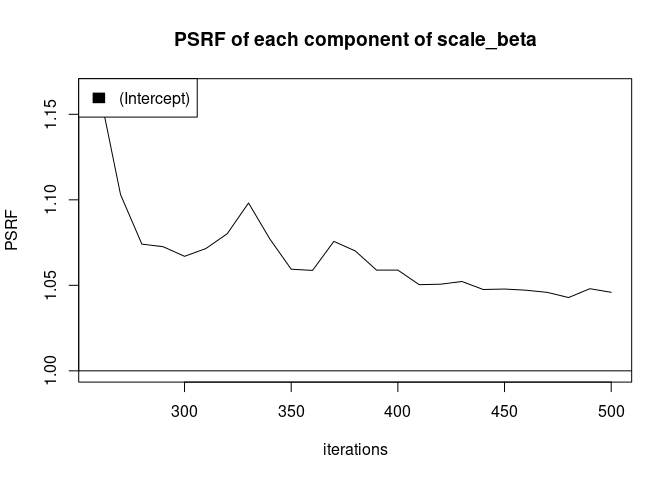 PSRF of each component of scale_beta
(Intercept)
PSRF
1.15
1.10
1.05
1.00
300 350 400 450 500
iterations